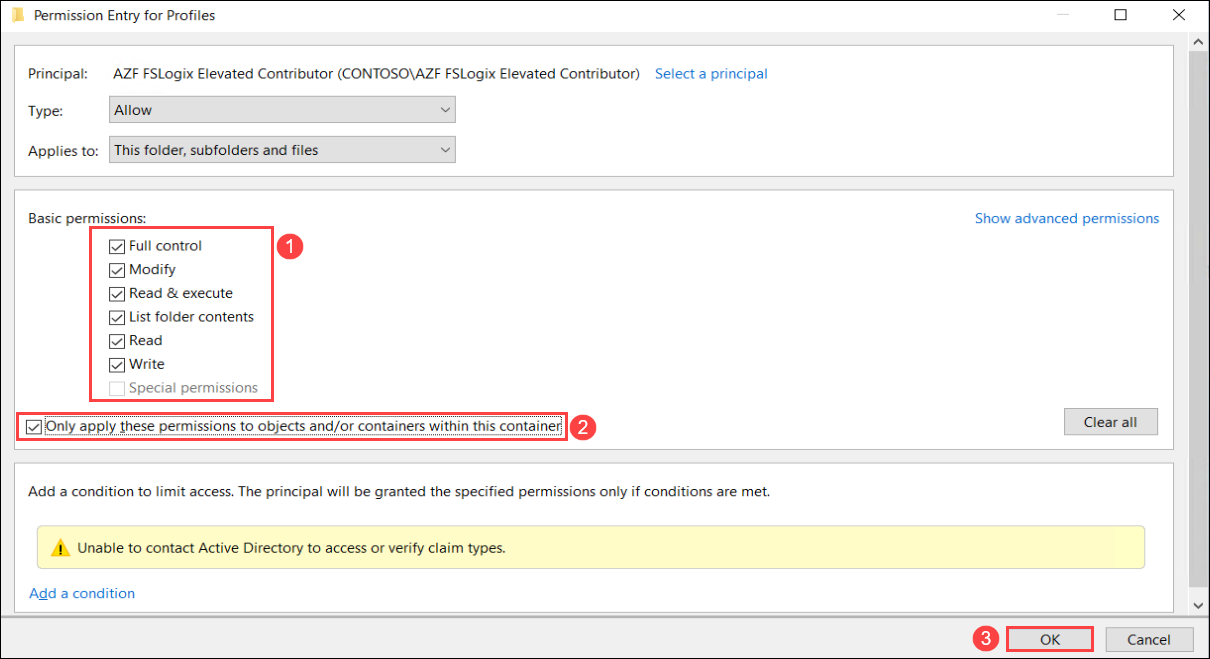 Permission Entry for Profiles
Principal: AZF FSLogix Elevated Contributor (CONTOSO\AZF FSLogix Elevated Contributor) Select a principal
Type: Allow
Applies to: This folder, subfolders and files
Basic permissions: Show advanced permissions
Full control 1
Modify
Read & execute
List folder contents
Read
Write
Special permissions
Only apply these permissions to objects and/or containers within this container 2 Clear all
Add a condition to limit access. The principal will be granted the specified permissions only if conditions are met.
Unable to contact Active Directory to access or verify claim types.
Add a condition
3 OK Cancel